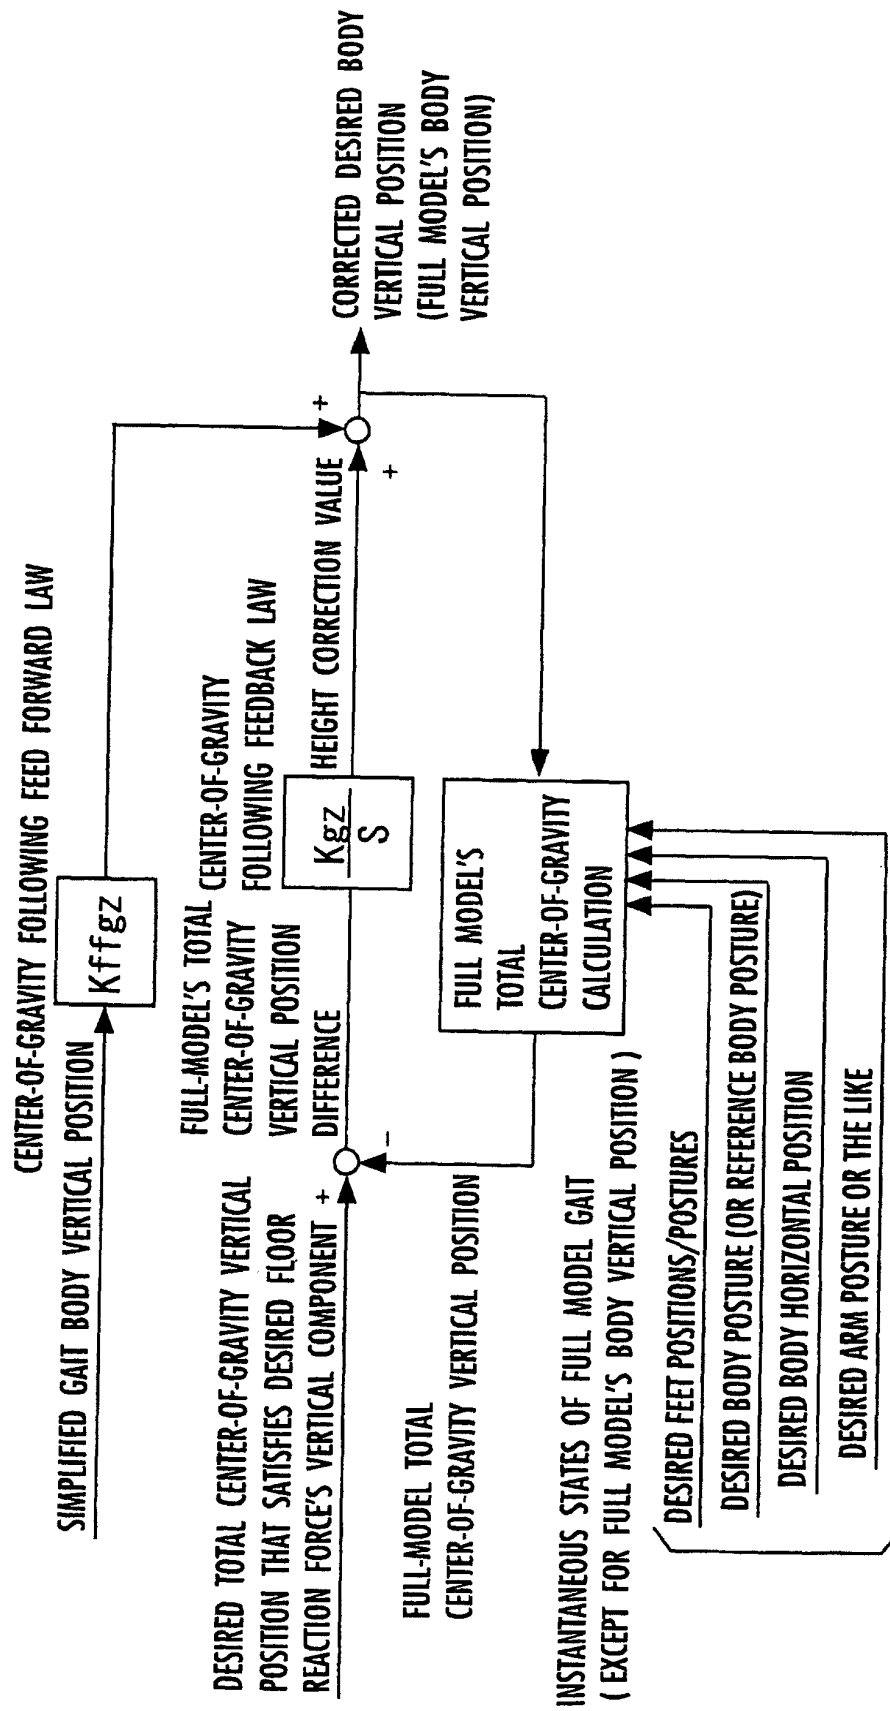 CENTER-OF-GRAVITY FOLLOWING FEED FORWARD LAW
SIMPLIFIED GAIT BODY VERTICAL POSITION
Kffgz
DESIRED TOTAL CENTER-OF-GRAVITY VERTICAL
POSITION THAT SATISFIES DESIRED FLOOR
REACTION FORCE'S VERTICAL COMPONENT
+
-
FULL-MODEL'S TOTAL
CENTER-OF-GRAVITY
VERTICAL POSITION
DIFFERENCE
CENTER-OF-GRAVITY
FOLLOWING FEEDBACK LAW
Kgz
S
HEIGHT CORRECTION VALUE
+
+
CORRECTED DESIRED BODY
VERTICAL POSITION
(FULL MODEL'S BODY
VERTICAL POSITION)
FULL-MODEL TOTAL
CENTER-OF-GRAVITY VERTICAL POSITION
FULL MODEL'S
TOTAL
CENTER-OF-GRAVITY
CALCULATION
INSTANTANEOUS STATES OF FULL MODEL GAIT
( EXCEPT FOR FULL MODEL'S BODY VERTICAL POSITION )
DESIRED FEET POSITIONS/POSTURES
DESIRED BODY POSTURE (OR REFERENCE BODY POSTURE)
DESIRED BODY HORIZONTAL POSITION
DESIRED ARM POSTURE OR THE LIKE